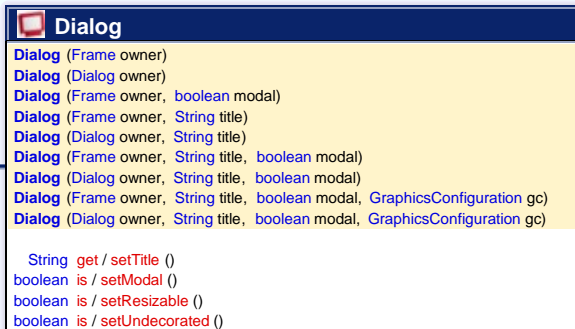 Dialog
Dialog (Frame owner)
Dialog (Dialog owner)
Dialog (Frame owner, boolean modal)
Dialog (Frame owner, String title)
Dialog (Dialog owner, String title)
Dialog (Frame owner, String title, boolean modal)
Dialog (Dialog owner, String title, boolean modal)
Dialog (Frame owner, String title, boolean modal, GraphicsConfiguration gc)
Dialog (Dialog owner, String title, boolean modal, GraphicsConfiguration gc)
String get / setTitle ()
boolean is / setModal ()
boolean is / setResizable ()
boolean is / setUndecorated ()